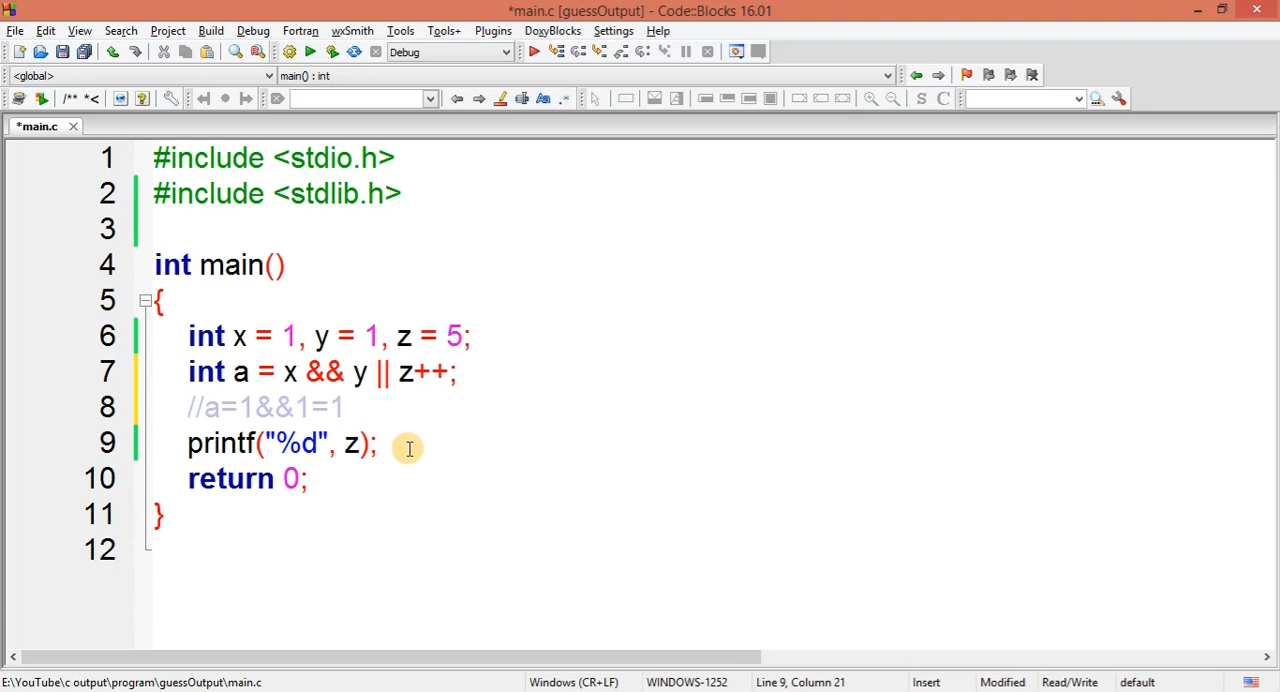 *main.c [guessOutput] - Code::Blocks 16.01
File Edit View Search Project Build Debug Fortran wxSmith Tools Tools+ Plugins DoxyBlocks Settings Help
Debug
<global> main() : int
/** *<
S C
*main.c
1 #include <stdio.h>
2 #include <stdlib.h>
3
4 int main()
5 {
6 int x = 1, y = 1, z = 5;
7 int a = x && y || z++;
8 //a=1&&1=1
9 printf("%d", z);
10 return 0;
11 }
12
E:\YouTube\c output\program\guessOutput\main.c Windows (CR+LF) WINDOWS-1252 Line 9, Column 21 Insert Modified Read/Write default